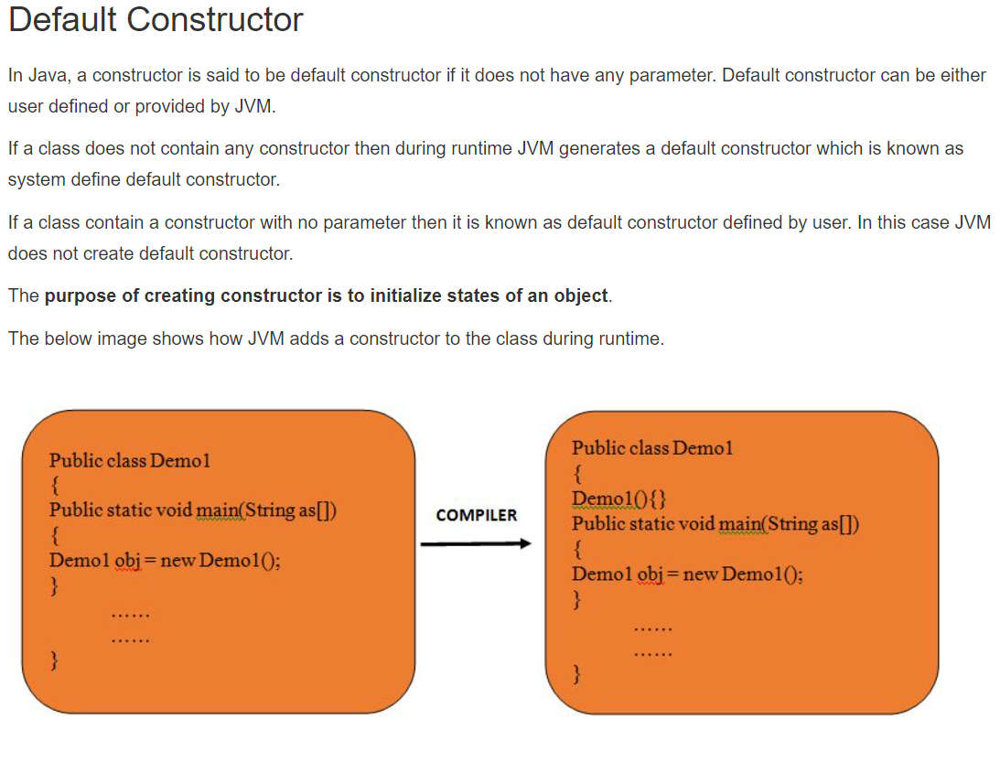 Default Constructor
In Java, a constructor is said to be default constructor if it does not have any parameter. Default constructor can be either
user defined or provided by JVM.
If a class does not contain any constructor then during runtime JVM generates a default constructor which is known as
system define default constructor.
If a class contain a constructor with no parameter then it is known as default constructor defined by user. In this case JVM
does not create default constructor.
The purpose of creating constructor is to initialize states of an object.
The below image shows how JVM adds a constructor to the class during runtime.
Public class Demo1
{
Public static void main(String as[])
{
Demo1 obj = new Demo1();
}
......
......
}
COMPILER
Public class Demo1
{
Demo1(){}
Public static void main(String as[])
{
Demo1 obj = new Demo1();
}
......
......
}